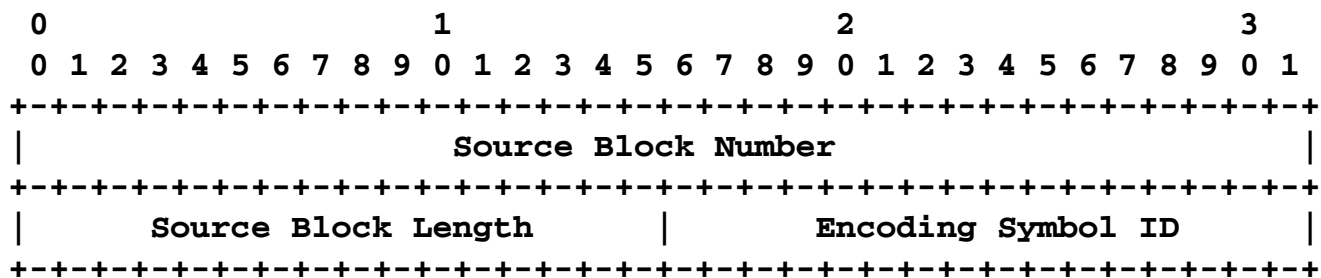 0                   1                   2                   3
 0 1 2 3 4 5 6 7 8 9 0 1 2 3 4 5 6 7 8 9 0 1 2 3 4 5 6 7 8 9 0 1
+-+-+-+-+-+-+-+-+-+-+-+-+-+-+-+-+-+-+-+-+-+-+-+-+-+-+-+-+-+-+-+-+
|                     Source Block Number                       |
+-+-+-+-+-+-+-+-+-+-+-+-+-+-+-+-+-+-+-+-+-+-+-+-+-+-+-+-+-+-+-+-+
|      Source Block Length      |       Encoding Symbol ID      |
+-+-+-+-+-+-+-+-+-+-+-+-+-+-+-+-+-+-+-+-+-+-+-+-+-+-+-+-+-+-+-+-+